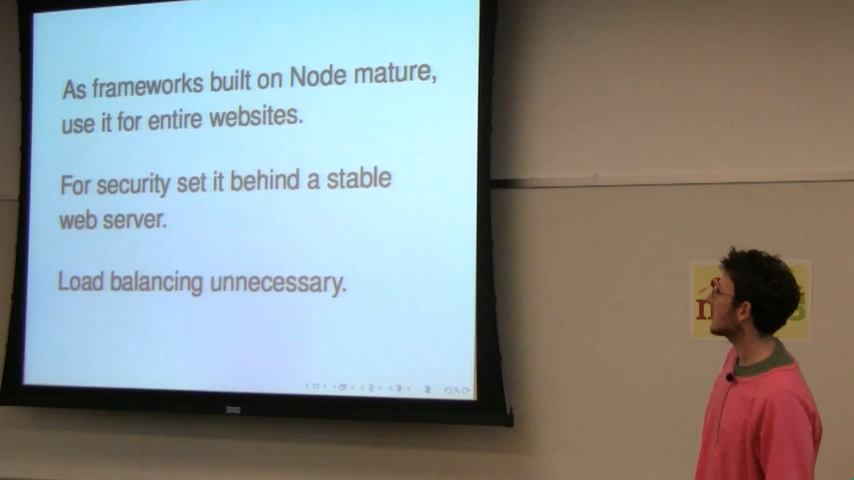 As frameworks built on Node mature,
use it for entire websites.
For security set it behind a stable
web server.
Load balancing unnecessary.